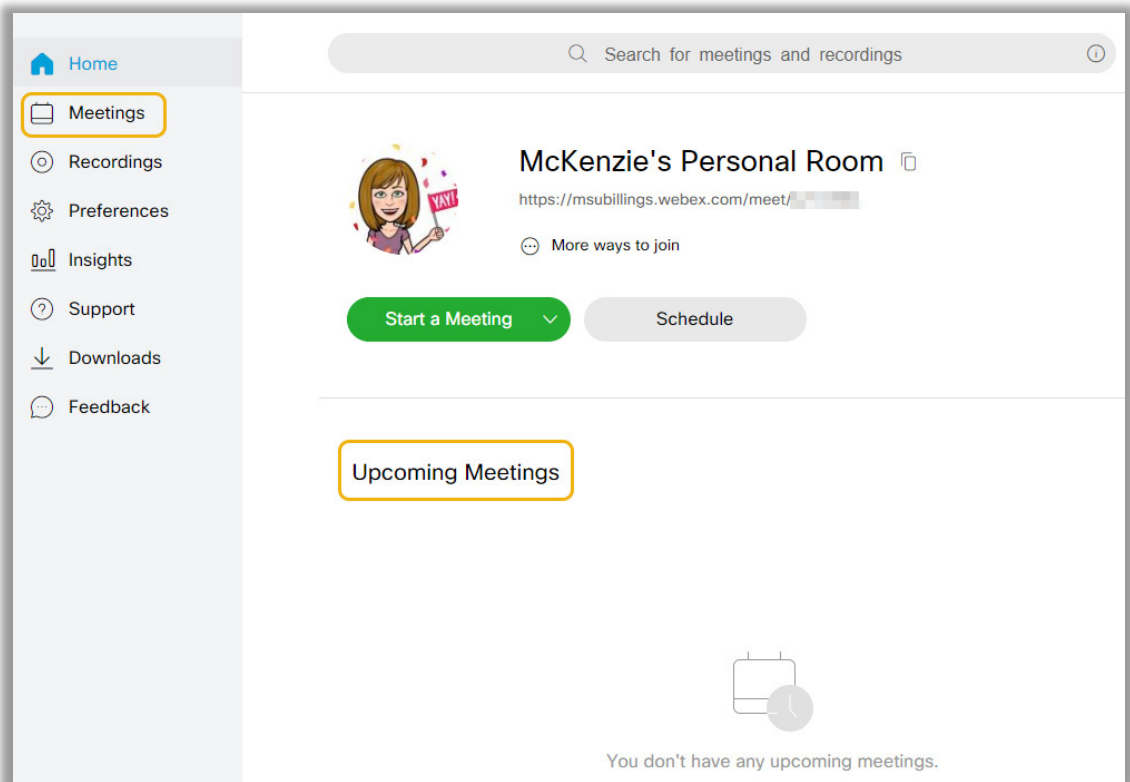 Home
Meetings
Recordings
Preferences
Insights
Support
Downloads
Feedback
Search for meetings and recordings
YAY!
McKenzie's Personal Room
https://msubillings.webex.com/meet/
More ways to join
Start a Meeting
Schedule
Upcoming Meetings
You don't have any upcoming meetings.